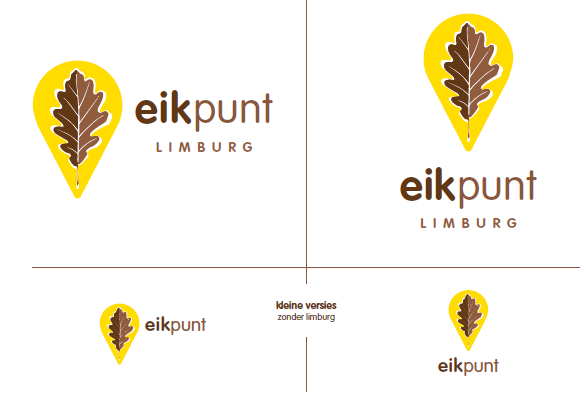 eikpunt
LIMBURG
eikpunt
LIMBURG
eikpunt
kleine versies
zonder limburg
eikpunt